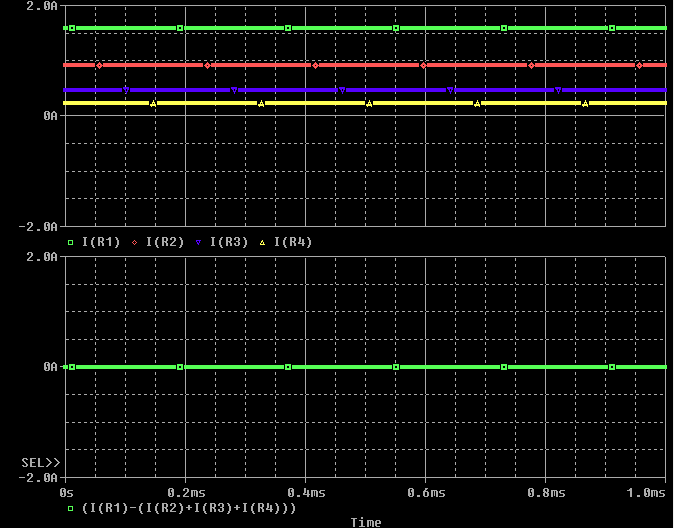 2.0A
0A
-2.0A
I(R1) I(R2) I(R3) I(R4)
2.0A
0A
SEL>>
-2.0A
0s 0.2ms 0.4ms 0.6ms 0.8ms 1.0ms
(I(R1)-(I(R2)+I(R3)+I(R4)))
Time